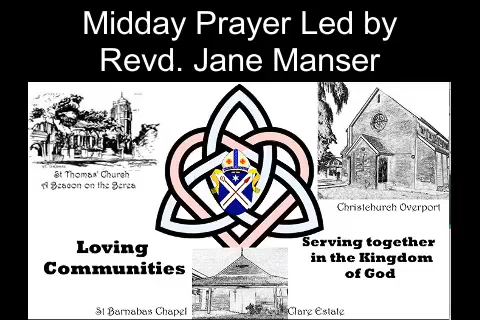 Midday Prayer Led by
Revd. Jane Manser
St Thomas' Church
A Beacon on the Berea
Christchurch Overport
Loving
Communities
Serving together
in the Kingdom
of God
St Barnabas Chapel
Clare Estate